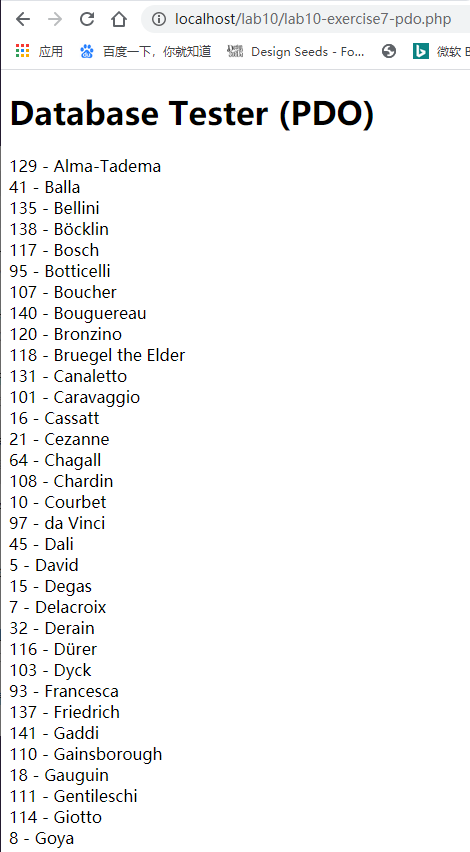 localhost/lab10/lab10-exercise7-pdo.php
应用 百度一下，你就知道 Design Seeds - Fo... 微软 B
Database Tester (PDO)
129 - Alma-Tadema
41 - Balla
135 - Bellini
138 - Böcklin
117 - Bosch
95 - Botticelli
107 - Boucher
140 - Bouguereau
120 - Bronzino
118 - Bruegel the Elder
131 - Canaletto
101 - Caravaggio
16 - Cassatt
21 - Cezanne
64 - Chagall
108 - Chardin
10 - Courbet
97 - da Vinci
45 - Dali
5 - David
15 - Degas
7 - Delacroix
32 - Derain
116 - Dürer
103 - Dyck
93 - Francesca
137 - Friedrich
141 - Gaddi
110 - Gainsborough
18 - Gauguin
111 - Gentileschi
114 - Giotto
8 - Goya